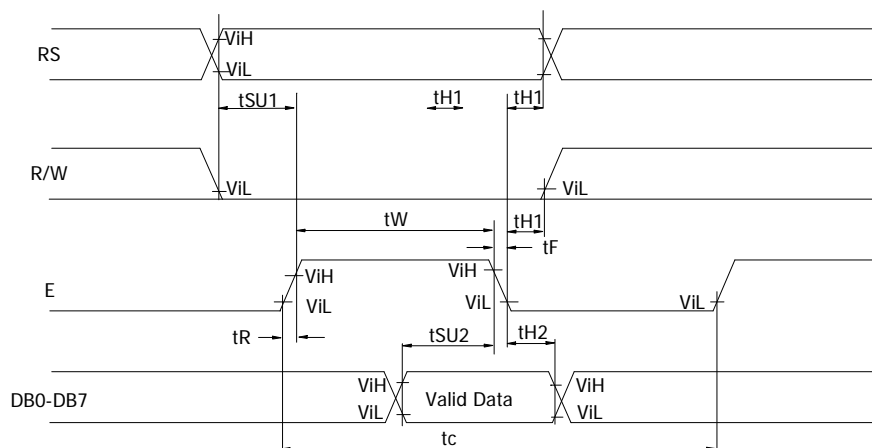 ViH
RS
ViL
tSU1 tH1 tH1
R/W
ViL ViL
tW tH1
tF
ViH ViH
E
ViL ViL ViL
tR tSU2 tH2
ViH ViH
DB0-DB7 Valid Data
ViL ViL
tc